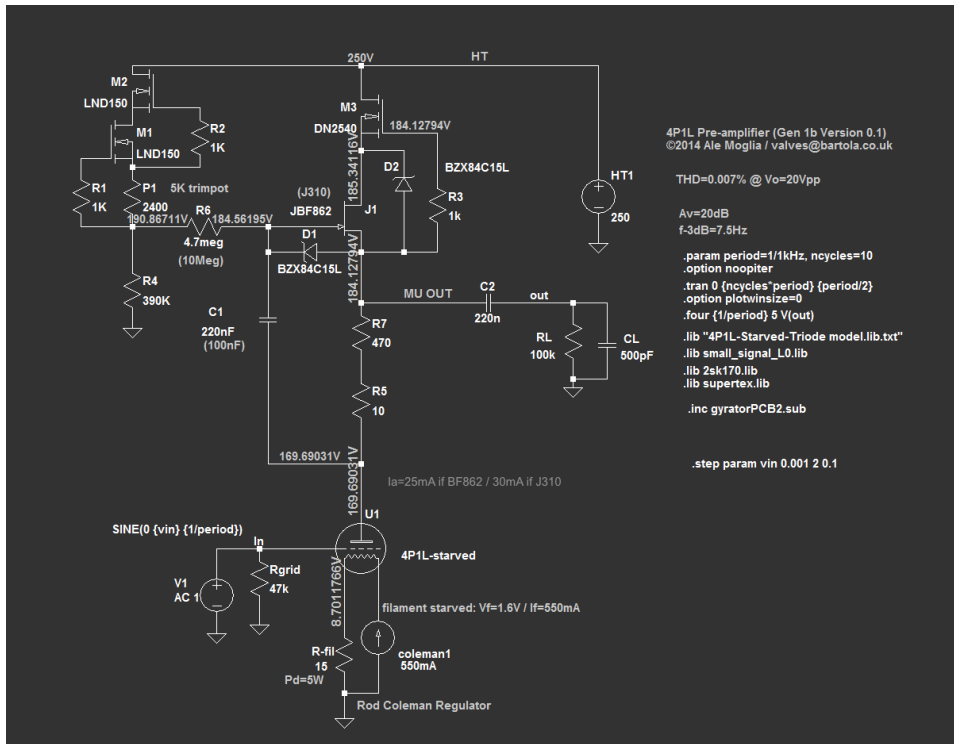 250V
HT
M2
LND150
M1
LND150
R2
1K
R1
1K
P1
2400
5K trimpot
190.86711V
R6
184.56195V
4.7meg
(10Meg)
R4
390K
M3
DN2540
184.12794V
185.34116V
D2
BZX84C15L
R3
1k
(J310)
JBF862
J1
D1
BZX84C15L
184.12794V
HT1
250
C1
220nF
(100nF)
MU OUT
C2
220n
out
R7
470
R5
10
RL
100k
CL
500pF
169.69031V
169.69031V
Ia=25mA if BF862 / 30mA if J310
U1
4P1L-starved
SINE(0 {vin} {1/period})
In
V1
AC 1
Rgrid
47k
8.7011766V
filament starved: Vf=1.6V / If=550mA
R-fil
15
Pd=5W
coleman1
550mA
Rod Coleman Regulator
4P1L Pre-amplifier (Gen 1b Version 0.1)
©2014 Ale Moglia / valves@bartola.co.uk
THD=0.007% @ Vo=20Vpp
Av=20dB
f-3dB=7.5Hz
.param period=1/1kHz, ncycles=10
.option noopiter
.tran 0 {ncycles*period} {period/2}
.option plotwinsize=0
.four {1/period} 5 V(out)
.lib "4P1L-Starved-Triode model.lib.txt"
.lib small_signal_L0.lib
.lib 2sk170.lib
.lib supertex.lib
.inc gyratorPCB2.sub
.step param vin 0.001 2 0.1